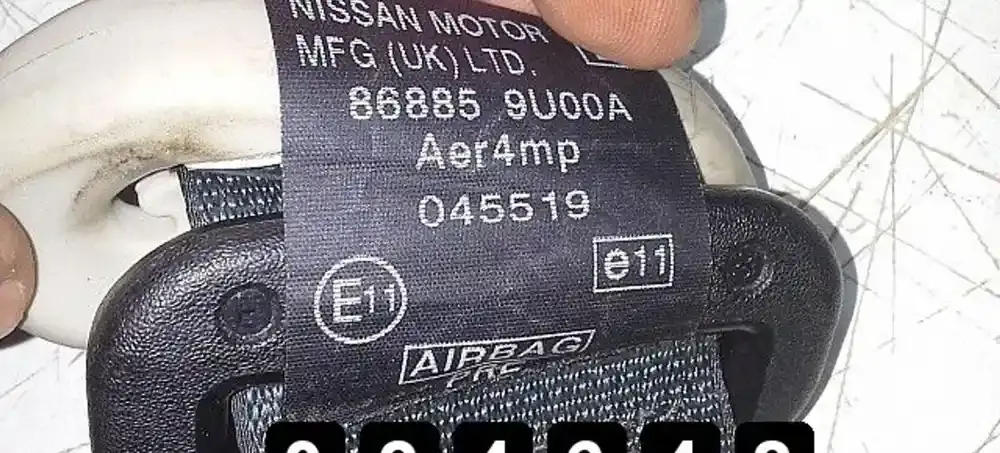 NISSAN MOTOR
MFG (UK) LTD.
86885 9U00A
Aer4mp
045519
E11
e11
AIRBAG